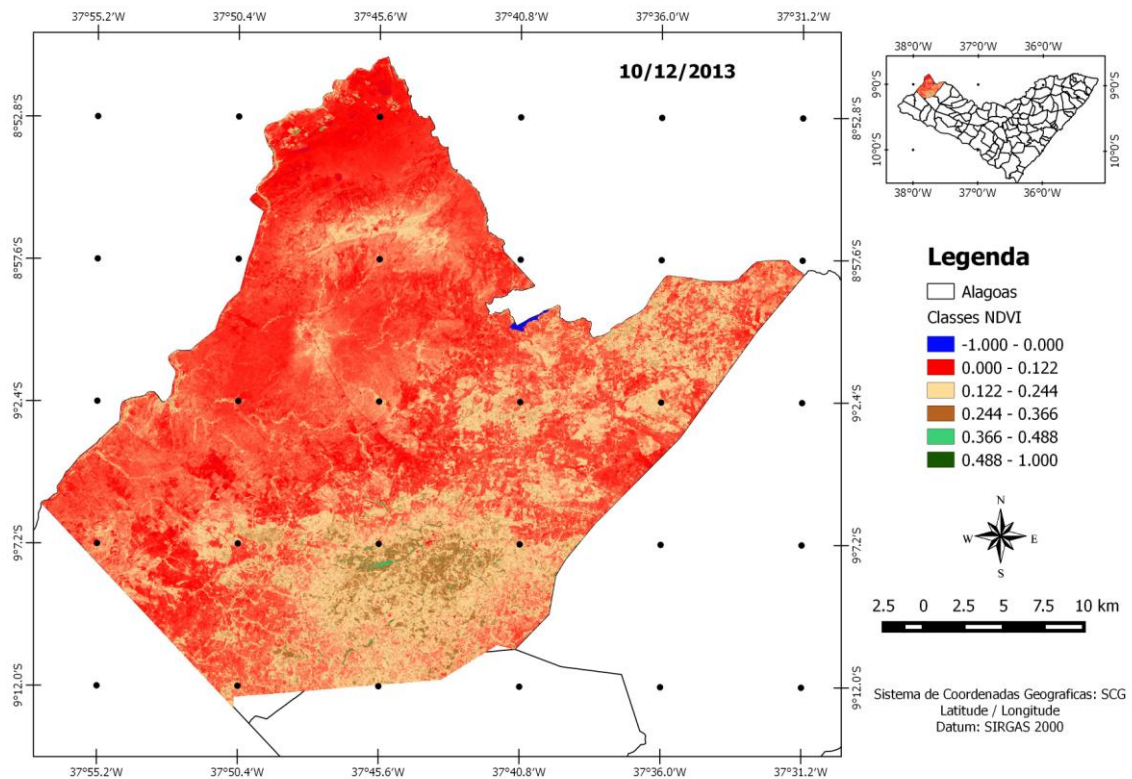 37°55.2'W 37°50.4'W 37°45.6'W 37°40.8'W 37°36.0'W 37°31.2'W
10/12/2013
8°52.8'S 8°52.8'S
8°57.6'S 8°57.6'S
9°2.4'S 9°2.4'S
9°7.2'S 9°7.2'S
9°12.0'S 9°12.0'S
37°55.2'W 37°50.4'W 37°45.6'W 37°40.8'W 37°36.0'W 37°31.2'W
38°0'W 37°0'W 36°0'W
9°0'S 9°0'S
10°0'S 10°0'S
38°0'W 37°0'W 36°0'W
Legenda
Alagoas
Classes NDVI
-1.000 - 0.000
0.000 - 0.122
0.122 - 0.244
0.244 - 0.366
0.366 - 0.488
0.488 - 1.000
N
W E
S
2.5 0 2.5 5 7.5 10 km
Sistema de Coordenadas Geograficas: SCG
Latitude / Longitude
Datum: SIRGAS 2000